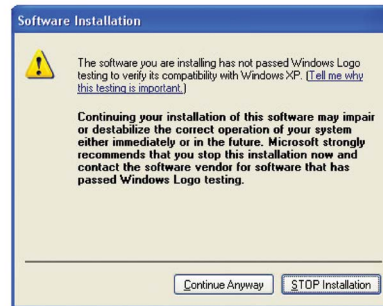 Software Installation
The software you are installing has not passed Windows Logo
testing to verify its compatibility with Windows XP. (Tell me why
this testing is important.)
Continuing your installation of this software may impair
or destabilize the correct operation of your system
either immediately or in the future. Microsoft strongly
recommends that you stop this installation now and
contact the software vendor for software that has
passed Windows Logo testing.
Continue Anyway
STOP Installation